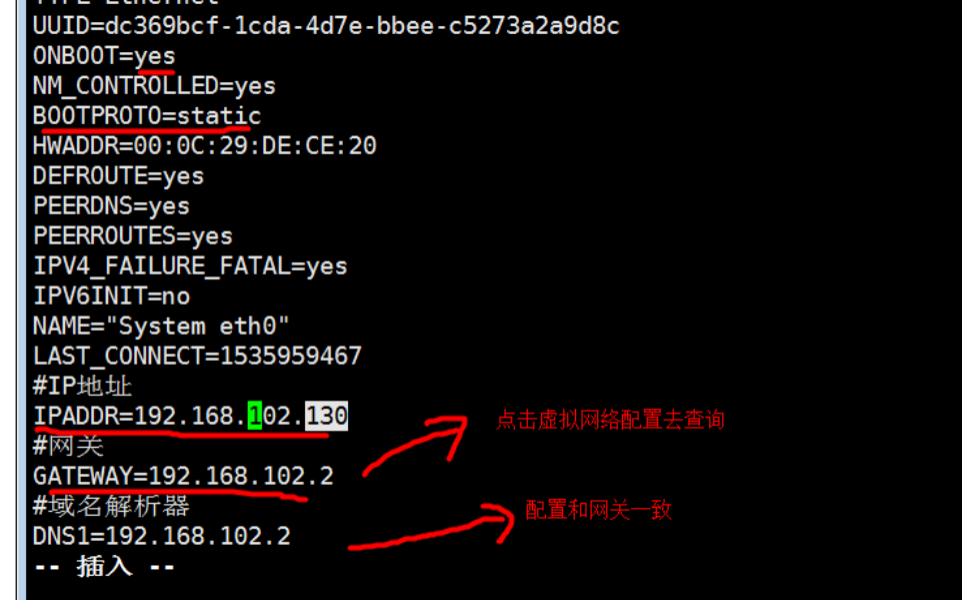 TYPE=Ethernet
UUID=dc369bcf-1cda-4d7e-bbee-c5273a2a9d8c
ONBOOT=yes
NM_CONTROLLED=yes
BOOTPROTO=static
HWADDR=00:0C:29:DE:CE:20
DEFROUTE=yes
PEERDNS=yes
PEERROUTES=yes
IPV4_FAILURE_FATAL=yes
IPV6INIT=no
NAME="System eth0"
LAST_CONNECT=1535959467
#IP地址
IPADDR=192.168.102.130
点击虚拟网络配置去查询
#网关
GATEWAY=192.168.102.2
#域名解析器
配置和网关一致
DNS1=192.168.102.2
-- 插入 --